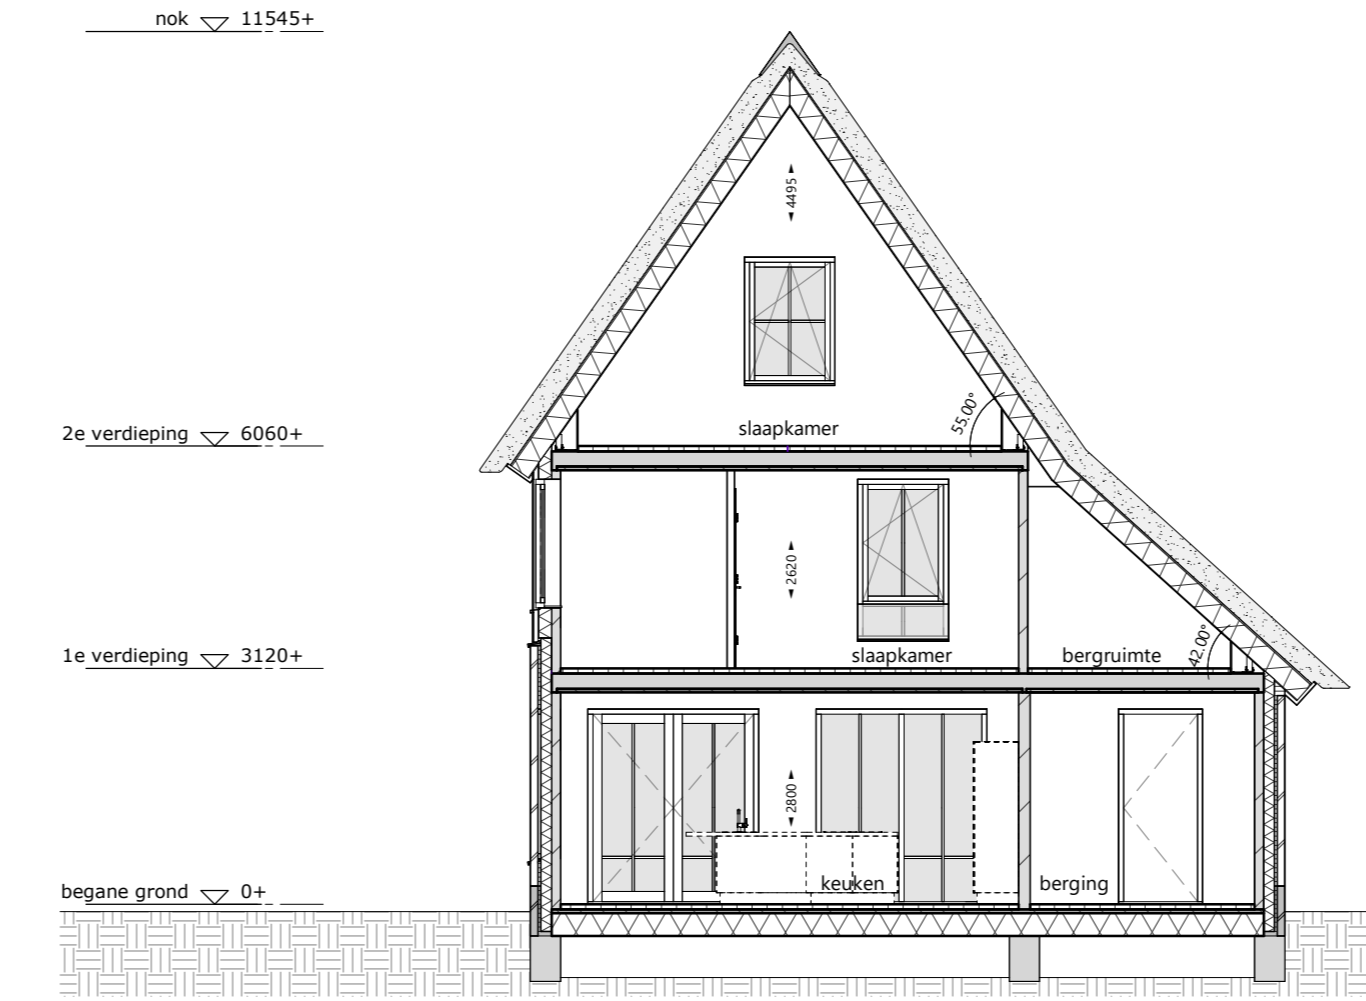 nok 11545+
4495
55.00°
2e verdieping 6060+
slaapkamer
2620
42.00°
1e verdieping 3120+
slaapkamer
bergruimte
2800
begane grond 0+
keuken
berging